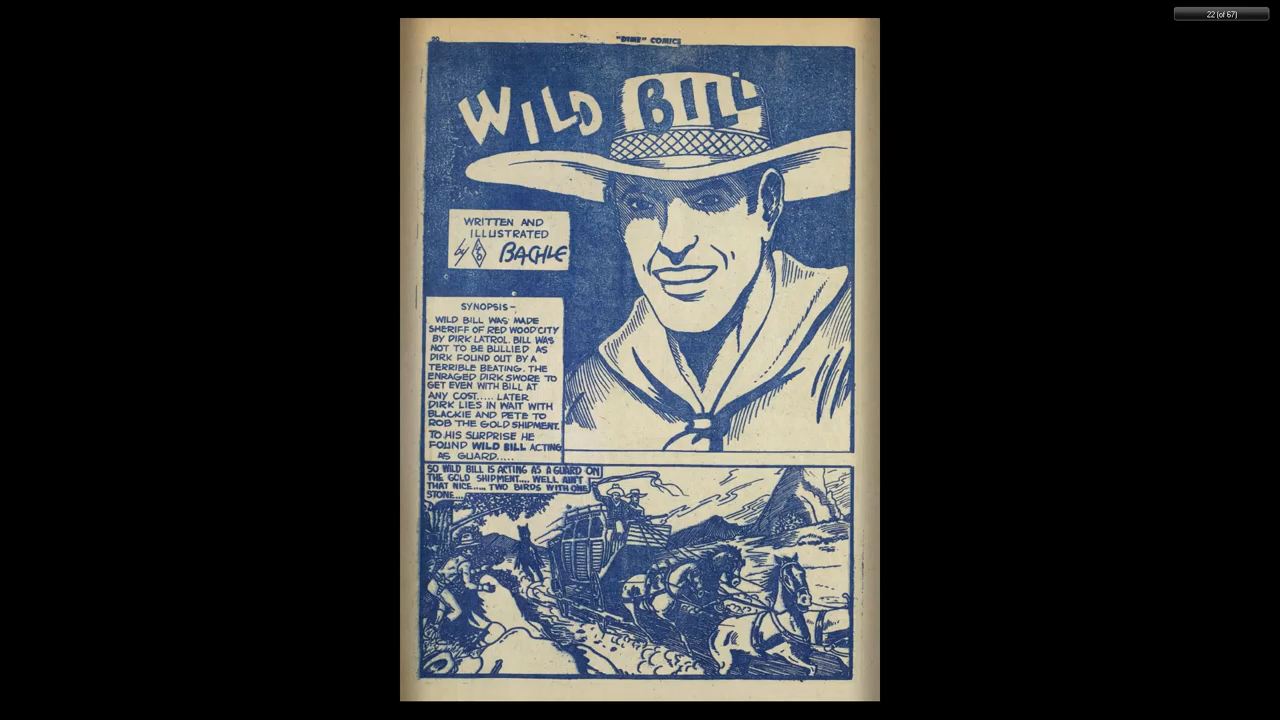 22 (of 67)
20
"DIME" COMICS
WILD BILL
WRITTEN AND
ILLUSTRATED
by LEO BACHLE
SYNOPSIS-
WILD BILL WAS MADE
SHERIFF OF RED WOOD CITY
BY DIRK LATROL. BILL WAS
NOT TO BE BULLIED AS
DIRK FOUND OUT BY A
TERRIBLE BEATING. THE
ENRAGED DIRK SWORE TO
GET EVEN WITH BILL AT
ANY COST..... LATER
DIRK LIES IN WAIT WITH
BLACKIE AND PETE TO
ROB THE GOLD SHIPMENT.
TO HIS SURPRISE HE
FOUND WILD BILL ACTING
AS GUARD.....
SO WILD BILL IS ACTING AS A GUARD ON
THE GOLD SHIPMENT.... WELL AIN'T
THAT NICE..... TWO BIRDS WITH ONE
STONE....